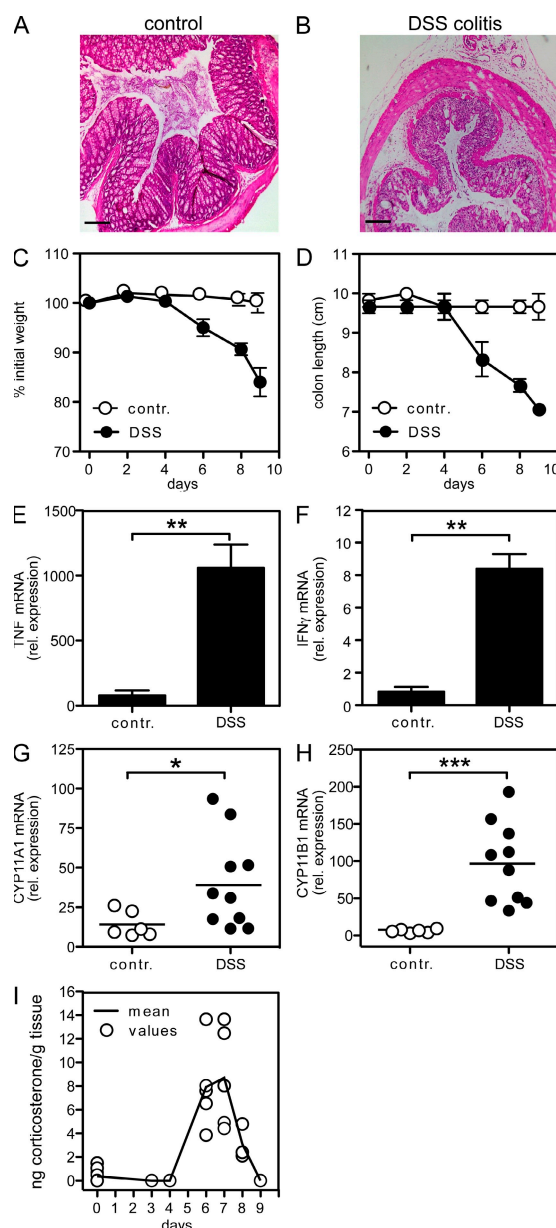 A control
B DSS colitis
C
% initial weight
110
100
90
80
70
contr.
DSS
0 2 4 6 8 10
days
D
colon length (cm)
11
10
9
8
7
6
contr.
DSS
0 2 4 6 8 10
days
E
TNF mRNA
(rel. expression)
1500
1000
500
0
**
contr. DSS
F
IFNγ mRNA
(rel. expression)
10
8
6
4
2
0
**
contr. DSS
G
CYP11A1 mRNA
(rel. expression)
125
100
75
50
25
0
*
contr. DSS
H
CYP11B1 mRNA
(rel. expression)
250
200
150
100
50
0
***
contr. DSS
I
ng corticosterone/g tissue
16
14
12
10
8
6
4
2
0
mean
values
0 1 2 3 4 5 6 7 8 9
days